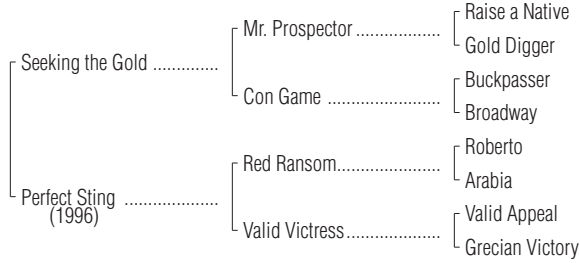 Raise a Native
Mr. Prospector ..................
Gold Digger
Seeking the Gold ..............
Buckpasser
Con Game ........................
Broadway
Roberto
Red Ransom......................
Arabia
Perfect Sting ....................
(1996)
Valid Appeal
Valid Victress....................
Grecian Victory